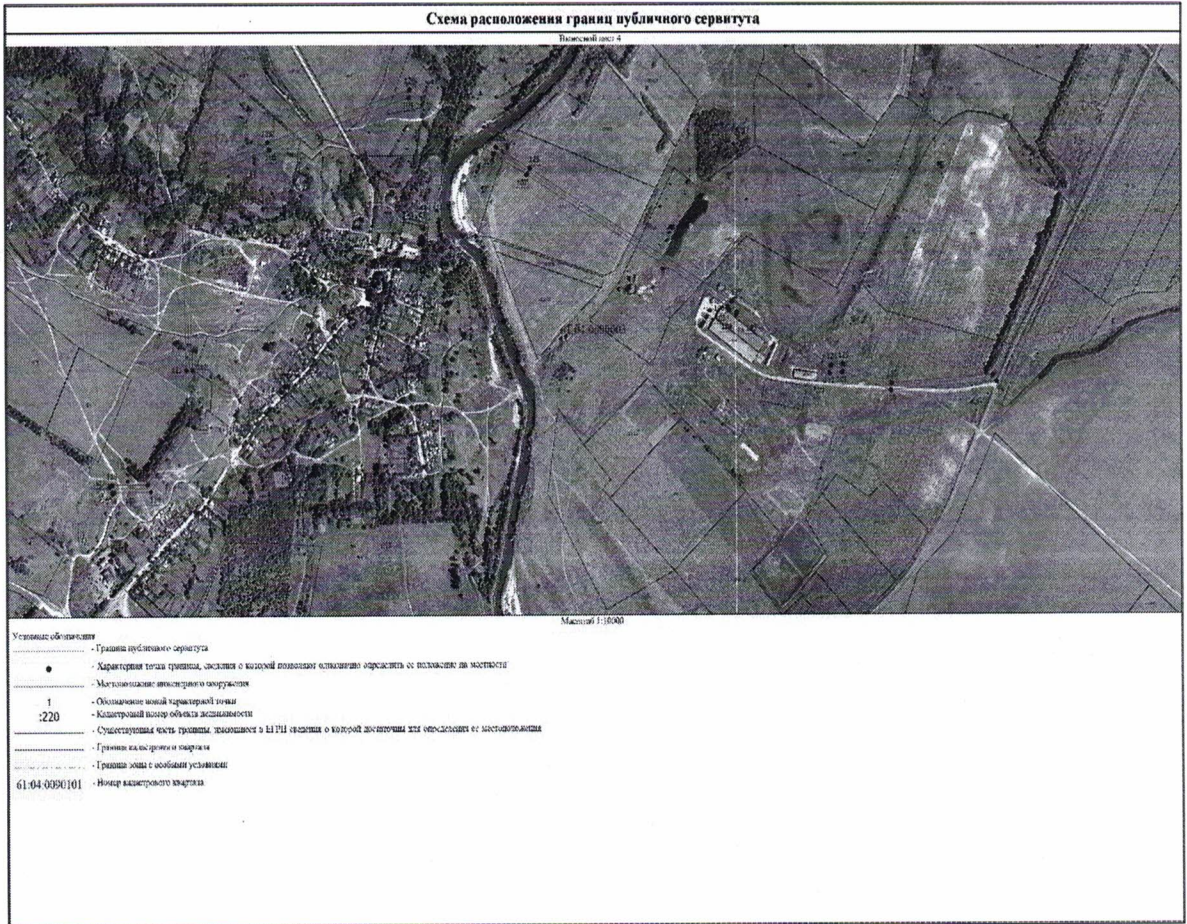 Схема расположения границ публичного сервитута
Выносной лист 4
Масштаб 1:10000
Условные обозначения
- Граница публичного сервитута
- Характерная точка границы, сведения о которой позволяют однозначно определить ее положение на местности
- Местоположение инженерного сооружения
1 - Обозначение новой характерной точки
:220 - Кадастровый номер объекта недвижимости
- Существующая часть границы, имеющиеся в ЕГРН сведения о которой достаточны для определения ее местоположения
- Граница кадастрового квартала
- Граница зоны с особыми условиями
61:04:0090101 - Номер кадастрового квартала